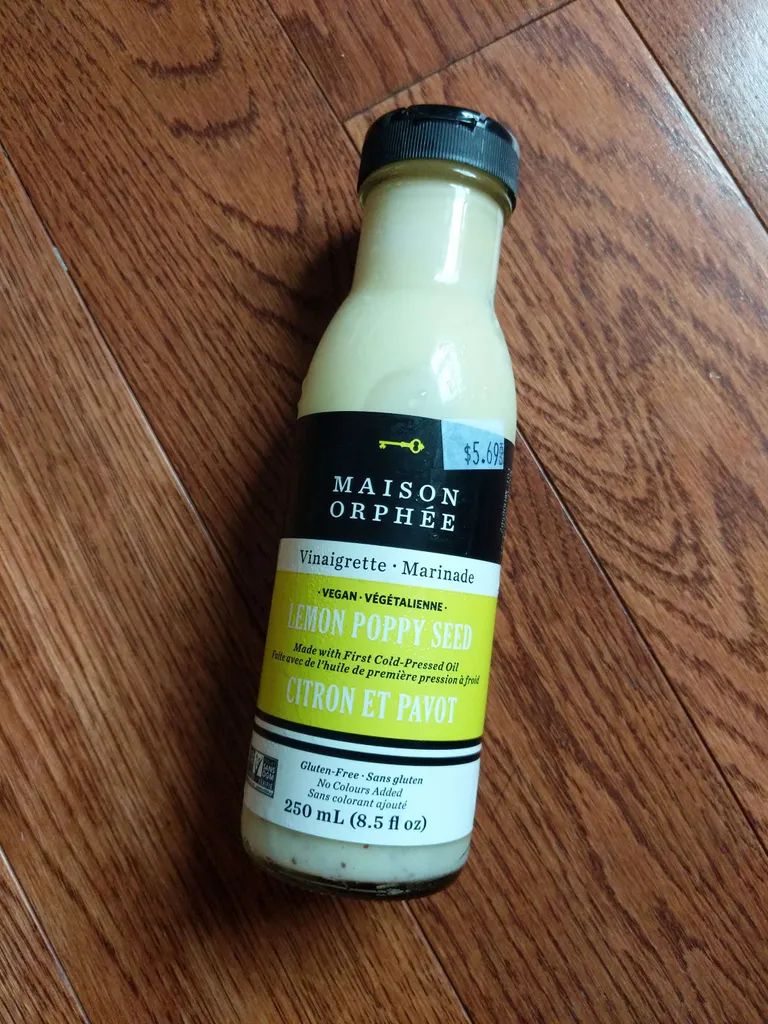 $5.69
MAISON
ORPHÉE
Vinaigrette · Marinade
· VEGAN · VÉGÉTALIENNE ·
LEMON POPPY SEED
Made with First Cold-Pressed Oil
Faite avec de l'huile de première pression à froid
CITRON ET PAVOT
SANS
OGM
Gluten-Free · Sans gluten
No Colours Added
Sans colorant ajouté
250 mL (8.5 fl oz)